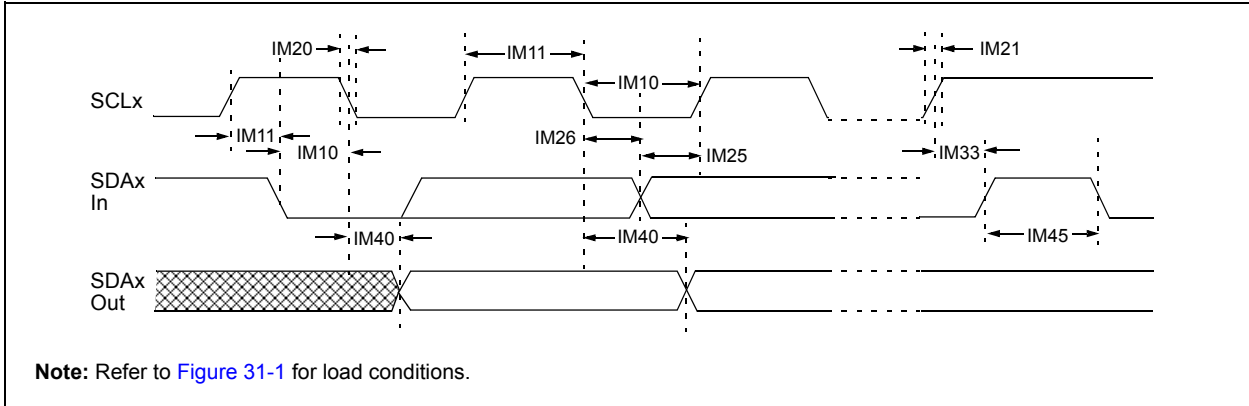 IM20
IM11
IM21
IM10
SCLx
IM11
IM26
IM10
IM25
IM33
SDAx
In
IM40
IM40
IM45
SDAx
Out
Note: Refer to Figure 31-1 for load conditions.